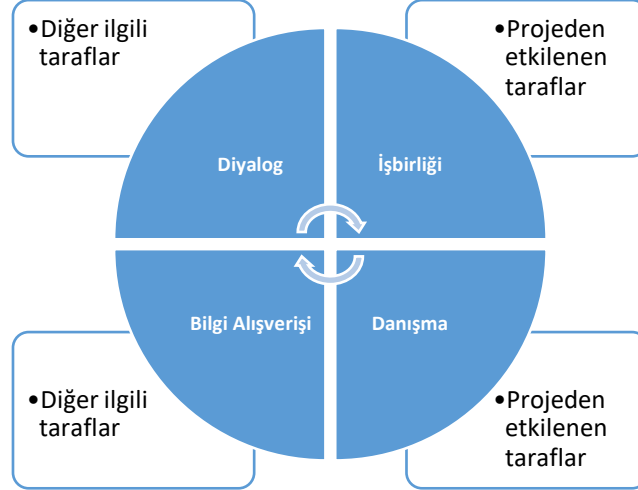 •Diğer ilgili
taraflar
•Projeden
etkilenen
taraflar
Diyalog
İşbirliği
Bilgi Alışverişi
Danışma
•Diğer ilgili
taraflar
•Projeden
etkilenen
taraflar